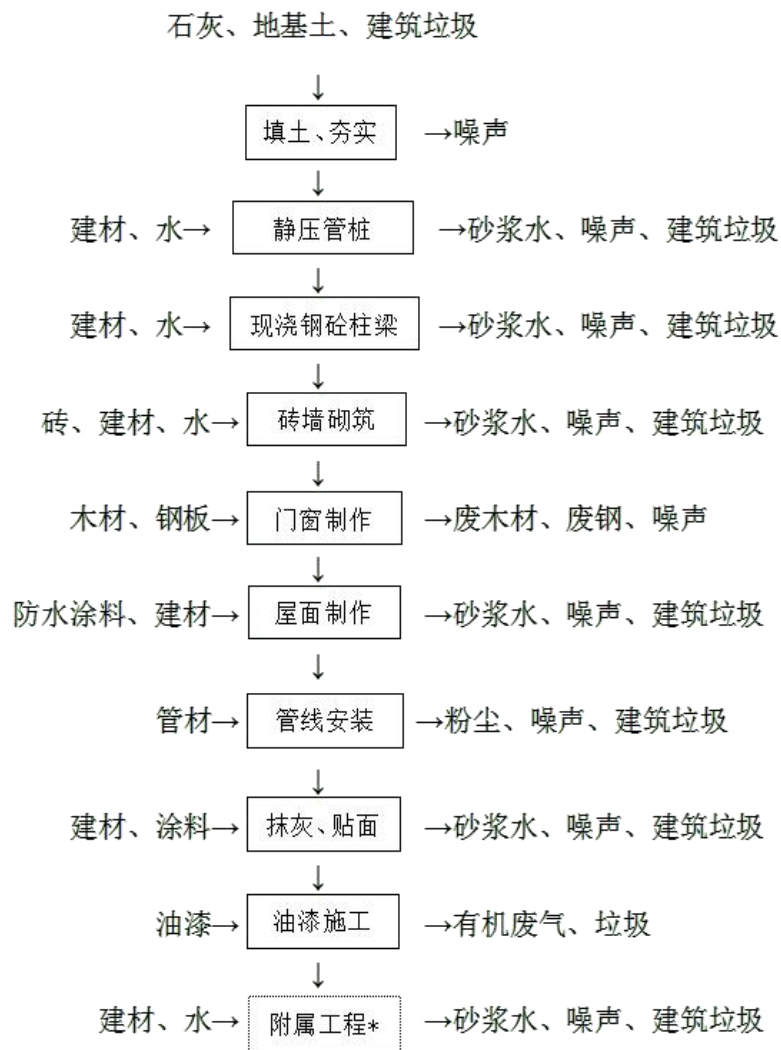 石灰、地基土、建筑垃圾
↓
填土、夯实 →噪声
↓
建材、水→ 静压管桩 →砂浆水、噪声、建筑垃圾
↓
建材、水→ 现浇钢砼柱梁 →砂浆水、噪声、建筑垃圾
↓
砖、建材、水→ 砖墙砌筑 →砂浆水、噪声、建筑垃圾
↓
木材、钢板→ 门窗制作 →废木材、废钢、噪声
↓
防水涂料、建材→ 屋面制作 →砂浆水、噪声、建筑垃圾
↓
管材→ 管线安装 →粉尘、噪声、建筑垃圾
↓
建材、涂料→ 抹灰、贴面 →砂浆水、噪声、建筑垃圾
↓
油漆→ 油漆施工 →有机废气、垃圾
↓
建材、水→ 附属工程* →砂浆水、噪声、建筑垃圾